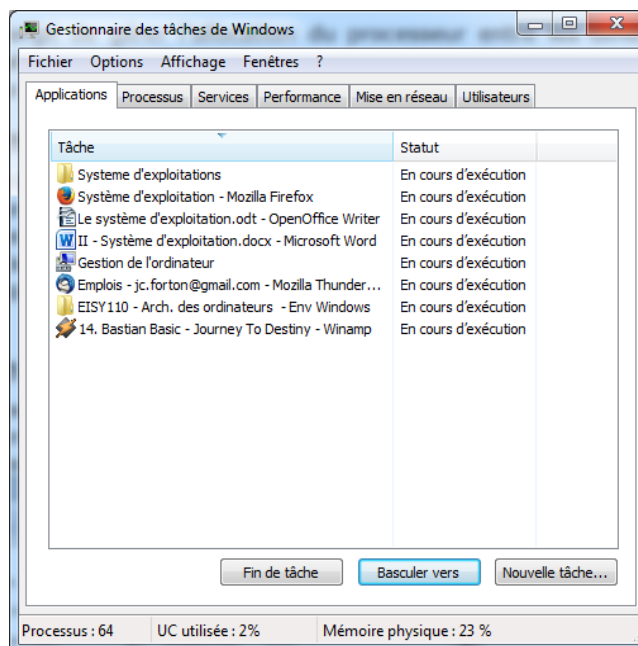 Gestionnaire des tâches de Windows
Fichier Options Affichage Fenêtres ?
Applications Processus Services Performance Mise en réseau Utilisateurs
Tâche Statut
Systeme d'exploitations En cours d'exécution
Système d'exploitation - Mozilla Firefox En cours d'exécution
Le système d'exploitation.odt - OpenOffice Writer En cours d'exécution
II - Système d'exploitation.docx - Microsoft Word En cours d'exécution
Gestion de l'ordinateur En cours d'exécution
Emplois - jc.forton@gmail.com - Mozilla Thunder... En cours d'exécution
EISY110 - Arch. des ordinateurs - Env Windows En cours d'exécution
14. Bastian Basic - Journey To Destiny - Winamp En cours d'exécution
Fin de tâche Basculer vers Nouvelle tâche...
Processus : 64 UC utilisée : 2% Mémoire physique : 23 %